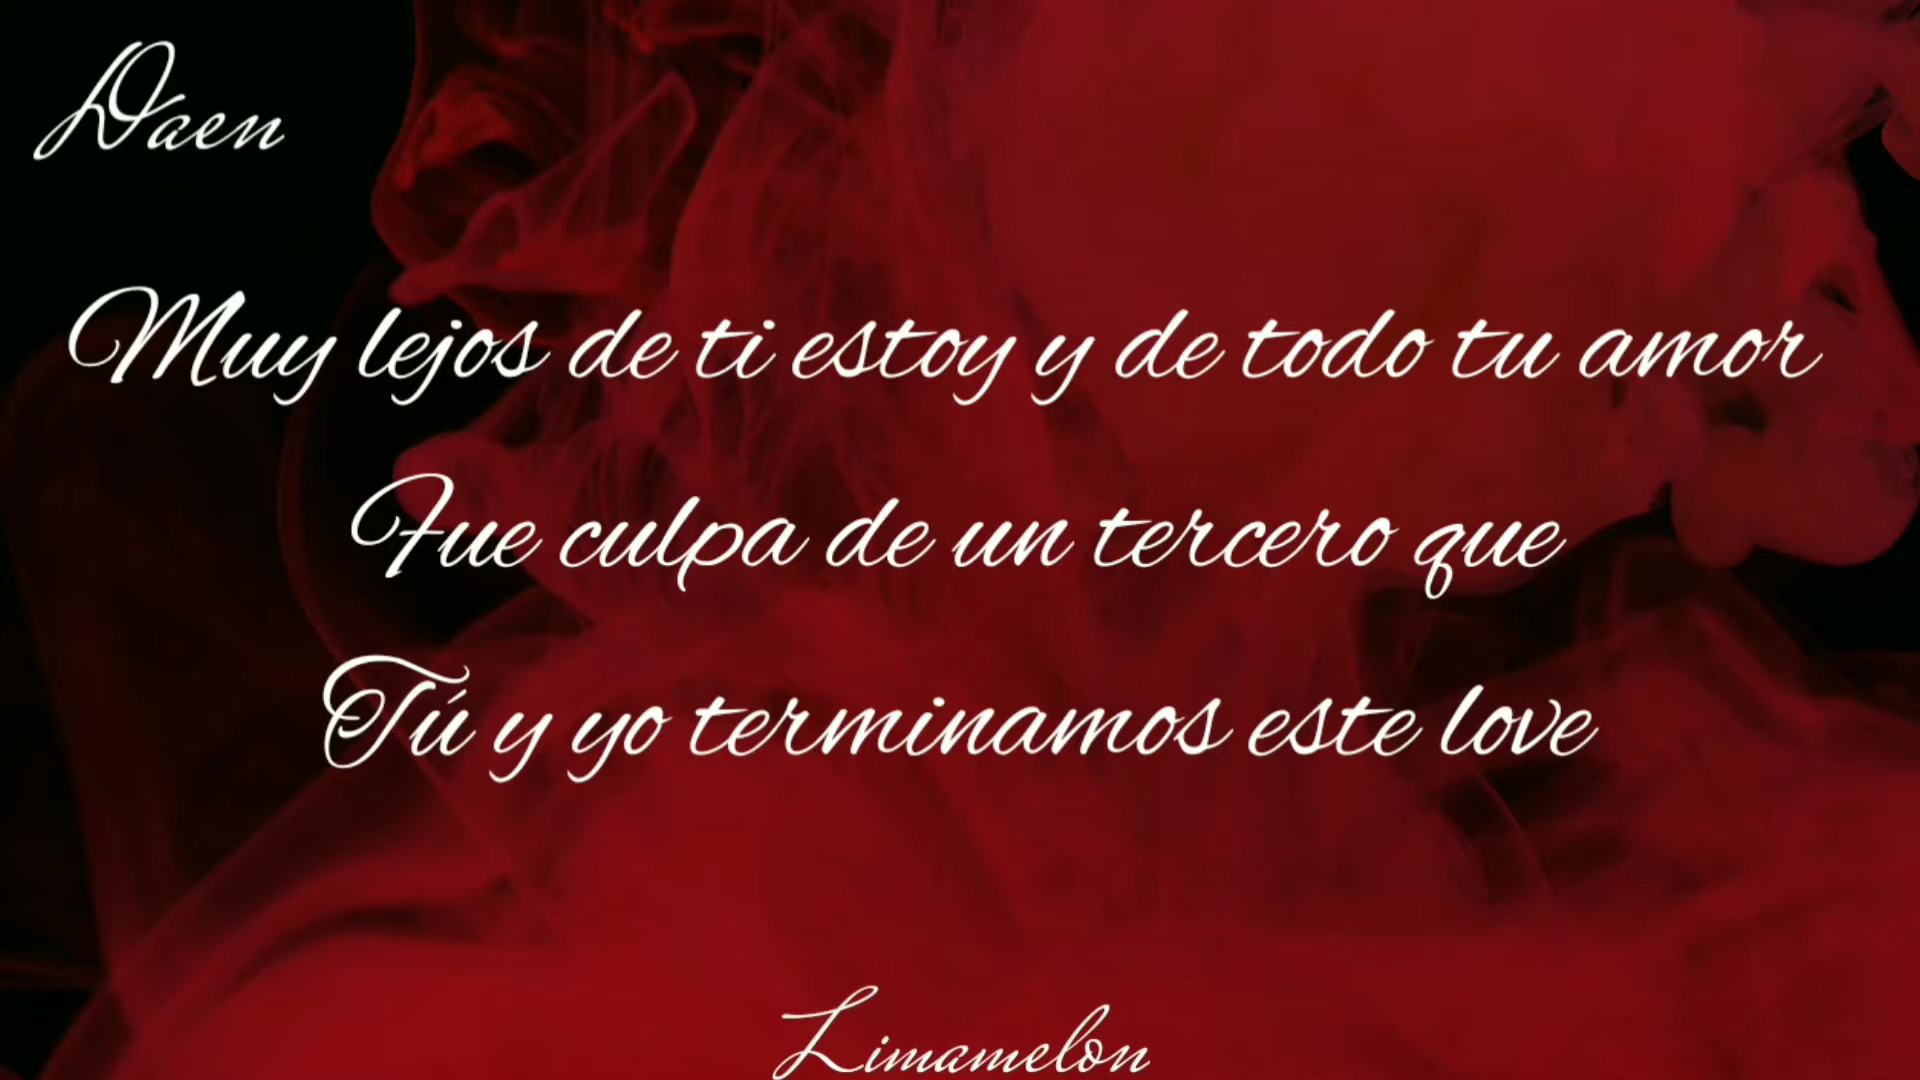 Daen
Muy lejos de ti estoy y de todo tu amor
Fue culpa de un tercero que
Tú y yo terminamos este love
Limamelon